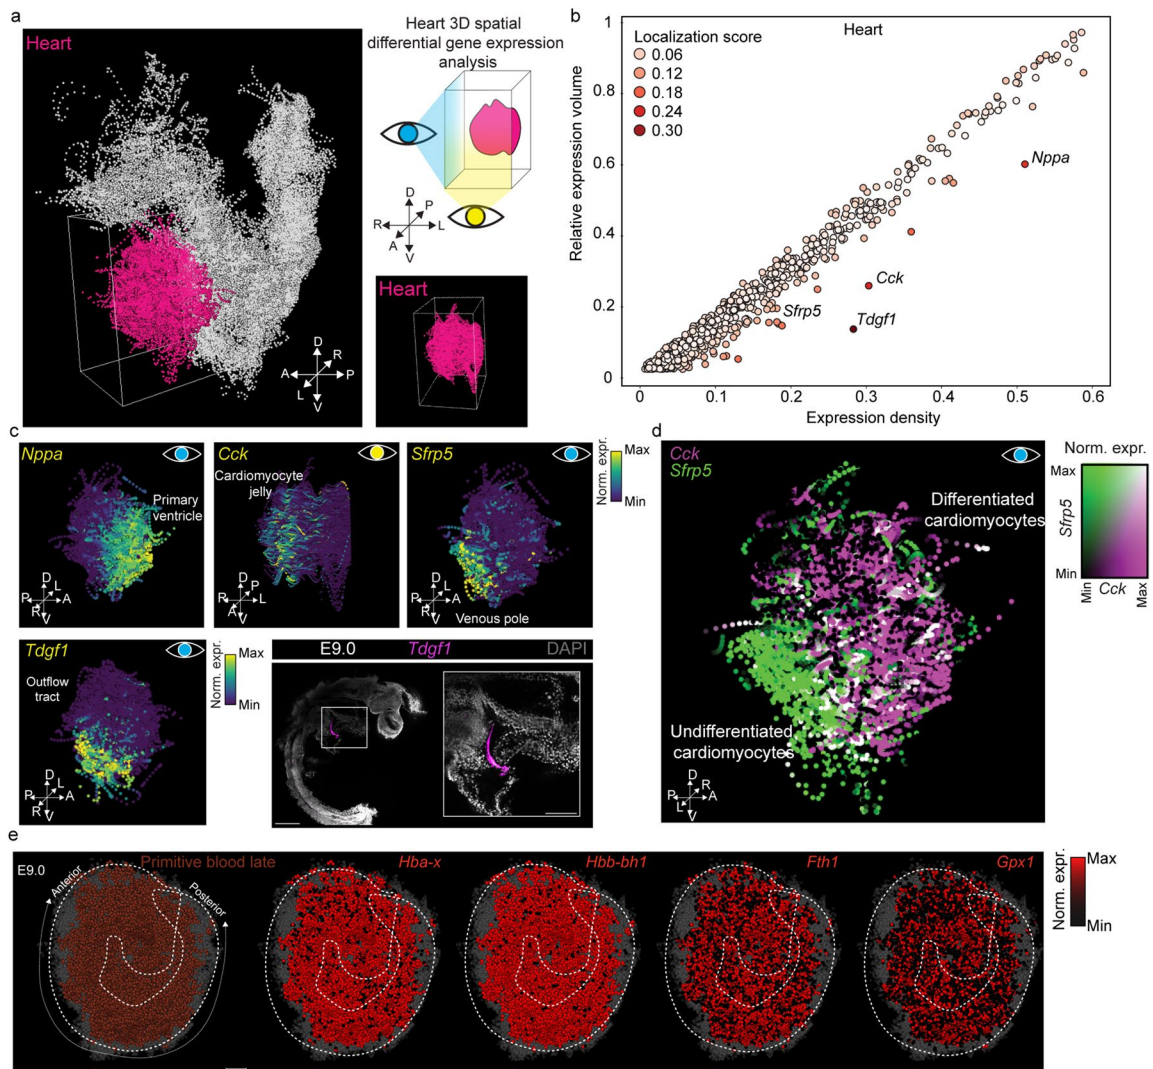 a
Heart
Heart 3D spatial
differential gene expression
analysis
D
P
R
L
A
V
D
R
A
P
L
V
Heart
b
Heart
Localization score
0.06
0.12
0.18
0.24
0.30
Relative expression volume
1
0.8
0.6
0.4
0.2
0
Nppa
Cck
Sfrp5
Tdgf1
0
0.1
0.2
0.3
0.4
0.5
0.6
Expression density
c
Nppa
Primary
ventricle
D
L
P
A
R
V
Cck
Cardiomyocyte
jelly
D
P
R
L
A
V
Sfrp5
Venous pole
D
L
P
A
R
V
Norm. expr.
Max
Min
Tdgf1
Outflow
tract
D
L
P
A
R
V
Norm. expr.
Max
Min
E9.0
Tdgf1
DAPI
d
Cck
Sfrp5
Differentiated
cardiomyocytes
Undifferentiated
cardiomyocytes
D
R
P
A
L
V
Norm. expr.
Max
Sfrp5
Min
Min
Cck
Max
e
E9.0
Anterior
Posterior
Primitive blood late
Hba-x
Hbb-bh1
Fth1
Gpx1
Norm. expr.
Max
Min